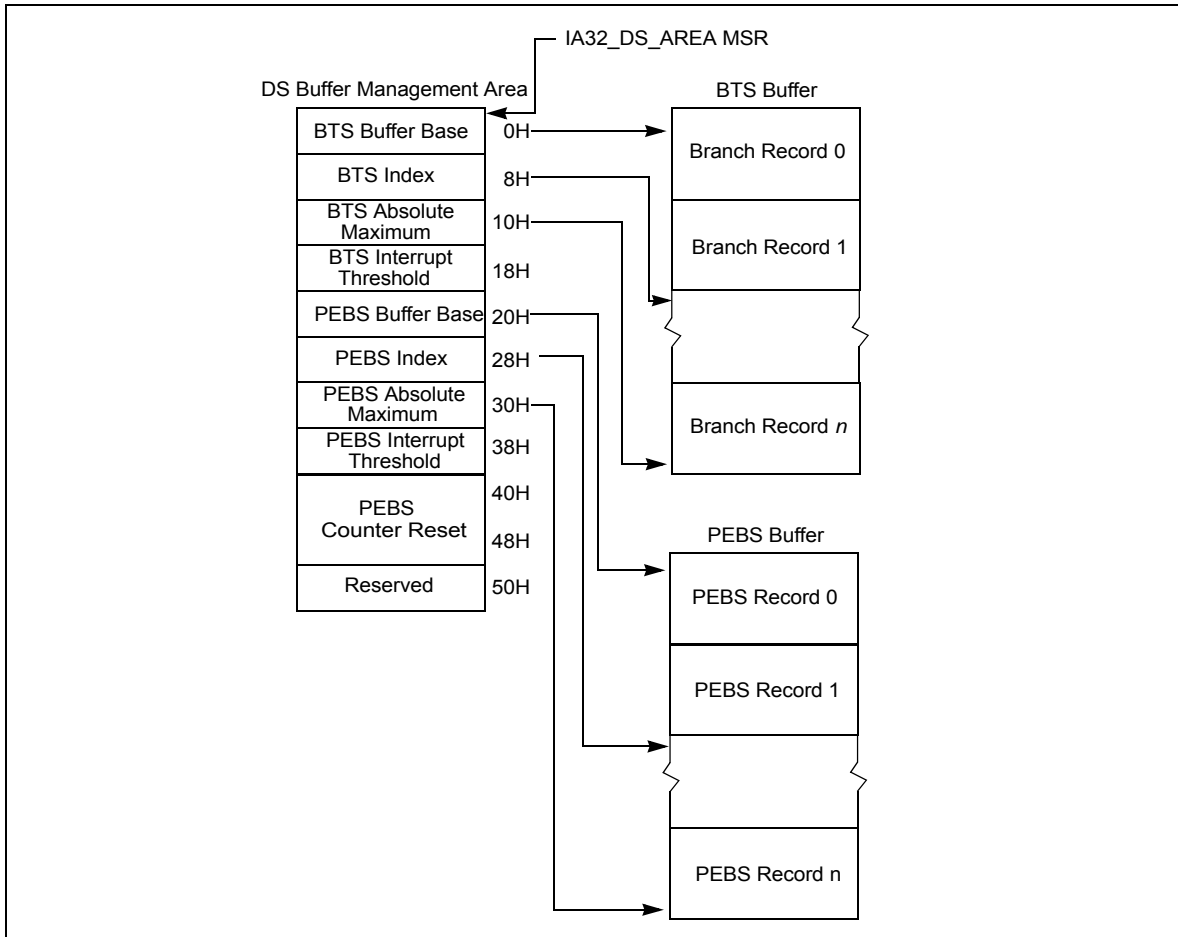 IA32_DS_AREA MSR
DS Buffer Management Area
BTS Buffer Base 0H
BTS Index 8H
BTS Absolute
Maximum 10H
BTS Interrupt
Threshold 18H
PEBS Buffer Base 20H
PEBS Index 28H
PEBS Absolute
Maximum 30H
PEBS Interrupt
Threshold 38H
40H
PEBS
Counter Reset
48H
Reserved 50H
BTS Buffer
Branch Record 0
Branch Record 1
Branch Record n
PEBS Buffer
PEBS Record 0
PEBS Record 1
PEBS Record n